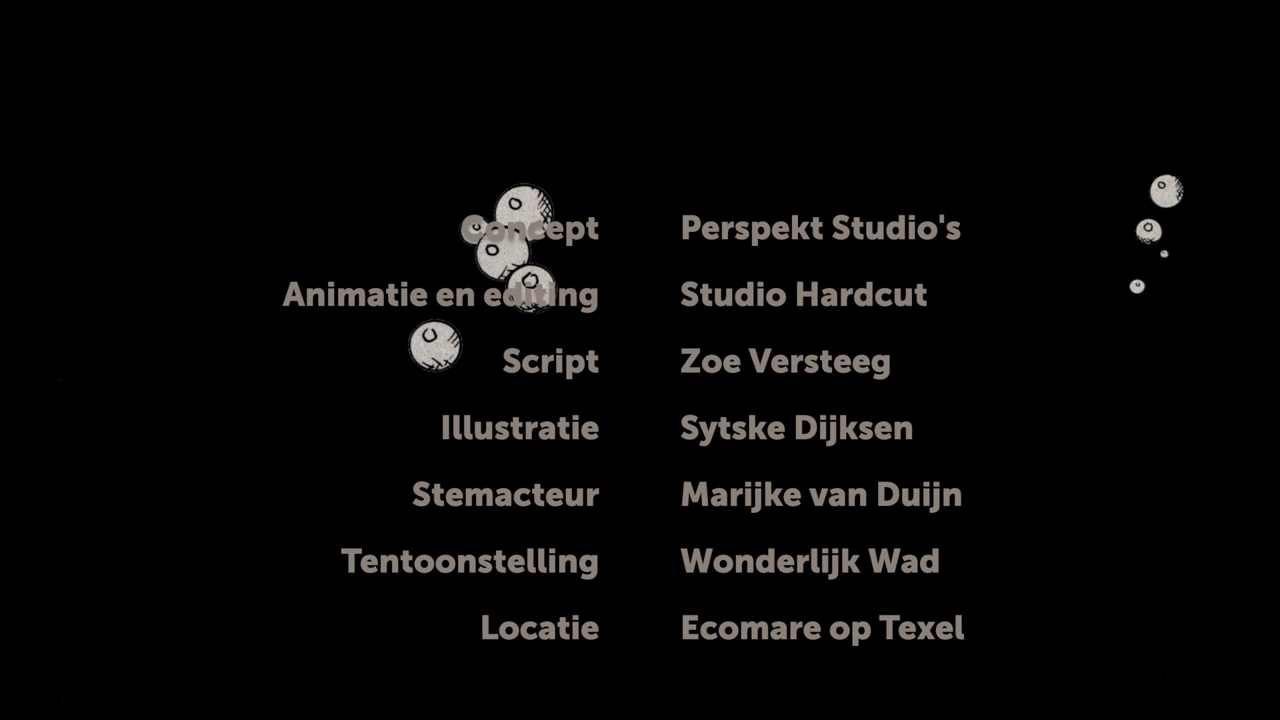 Concept Perspekt Studio's
Animatie en editing Studio Hardcut
Script Zoe Versteeg
Illustratie Sytske Dijksen
Stemacteur Marijke van Duijn
Tentoonstelling Wonderlijk Wad
Locatie Ecomare op Texel